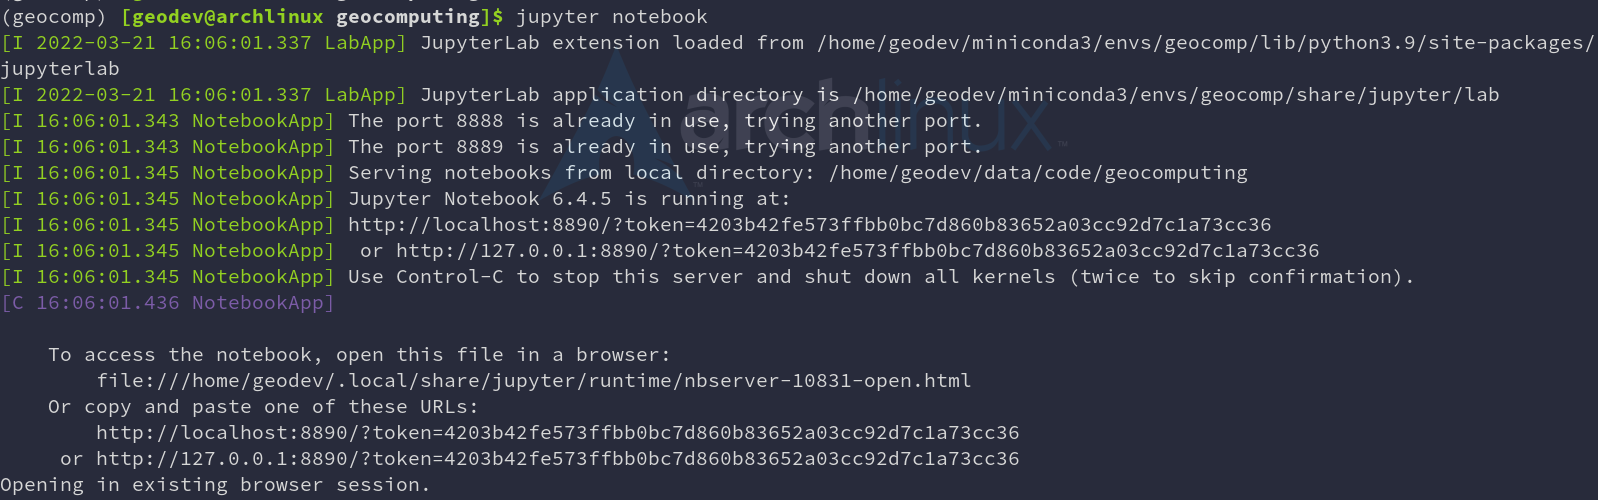 (geocomp) [geodev@archlinux geocomputing]$ jupyter notebook
[I 2022-03-21 16:06:01.337 LabApp] JupyterLab extension loaded from /home/geodev/miniconda3/envs/geocomp/lib/python3.9/site-packages/
jupyterlab
[I 2022-03-21 16:06:01.337 LabApp] JupyterLab application directory is /home/geodev/miniconda3/envs/geocomp/share/jupyter/lab
[I 16:06:01.343 NotebookApp] The port 8888 is already in use, trying another port.
[I 16:06:01.343 NotebookApp] The port 8889 is already in use, trying another port.
[I 16:06:01.345 NotebookApp] Serving notebooks from local directory: /home/geodev/data/code/geocomputing
[I 16:06:01.345 NotebookApp] Jupyter Notebook 6.4.5 is running at:
[I 16:06:01.345 NotebookApp] http://localhost:8890/?token=4203b42fe573ffbb0bc7d860b83652a03cc92d7c1a73cc36
[I 16:06:01.345 NotebookApp]  or http://127.0.0.1:8890/?token=4203b42fe573ffbb0bc7d860b83652a03cc92d7c1a73cc36
[I 16:06:01.345 NotebookApp] Use Control-C to stop this server and shut down all kernels (twice to skip confirmation).
[C 16:06:01.436 NotebookApp]
To access the notebook, open this file in a browser:
file:///home/geodev/.local/share/jupyter/runtime/nbserver-10831-open.html
Or copy and paste one of these URLs:
http://localhost:8890/?token=4203b42fe573ffbb0bc7d860b83652a03cc92d7c1a73cc36
or http://127.0.0.1:8890/?token=4203b42fe573ffbb0bc7d860b83652a03cc92d7c1a73cc36
Opening in existing browser session.
archlinux™